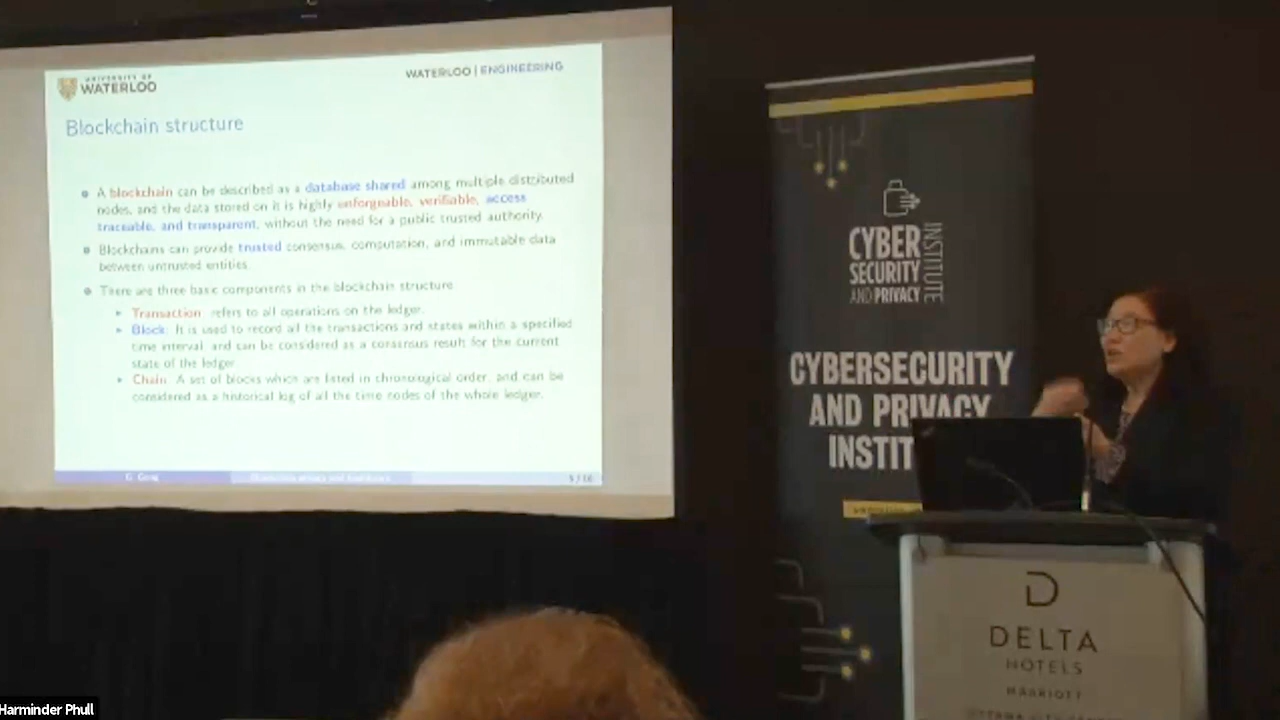 UNIVERSITY OF
WATERLOO
WATERLOO | ENGINEERING
Blockchain structure
A blockchain can be described as a database shared among multiple distributed
nodes, and the data stored on it is highly unforgeable, verifiable, access
traceable, and transparent, without the need for a public trusted authority.
Blockchains can provide trusted consensus, computation, and immutable data
between untrusted entities.
There are three basic components in the blockchain structure
Transaction: refers to all operations on the ledger.
Block: It is used to record all the transactions and states within a specified
time interval, and can be considered as a consensus result for the current
state of the ledger
Chain: A set of blocks which are listed in chronological order, and can be
considered as a historical log of all the time nodes of the whole ledger.
G. Gong
5 / 16
CYBER
SECURITY
AND PRIVACY
INSTITUTE
CYBERSECURITY
AND PRIVACY
INSTIT
D
DELTA
HOTELS
MARRIOTT
Harminder Phull